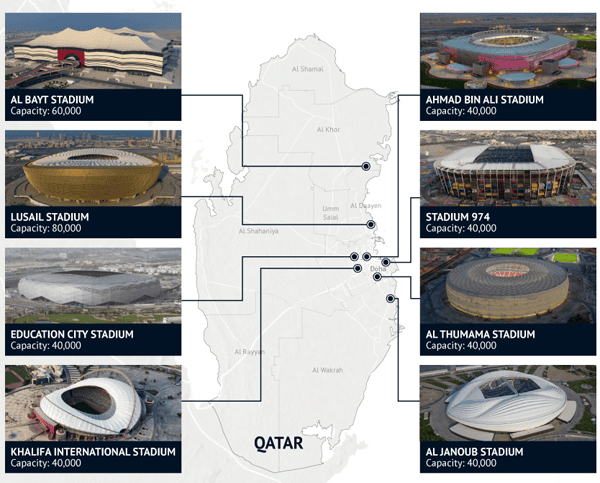 AL BAYT STADIUM
Capacity: 60,000
LUSAIL STADIUM
Capacity: 80,000
EDUCATION CITY STADIUM
Capacity: 40,000
KHALIFA INTERNATIONAL STADIUM
Capacity: 40,000
Al Shamal
Al Khor
Umm
Salal
Al Daayen
Al Shahaniya
Doha
Al Rayyan
Al Wakrah
QATAR
AHMAD BIN ALI STADIUM
Capacity: 40,000
STADIUM 974
Capacity: 40,000
AL THUMAMA STADIUM
Capacity: 40,000
AL JANOUB STADIUM
Capacity: 40,000